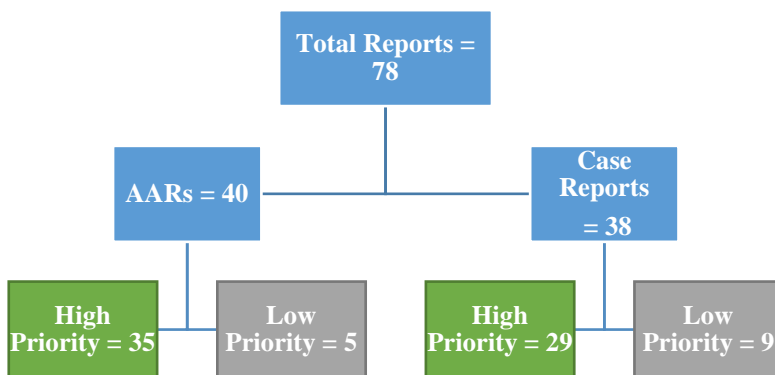 Total Reports =
78
AARs = 40
Case
Reports
= 38
High
Priority = 35
Low
Priority = 5
High
Priority = 29
Low
Priority = 9